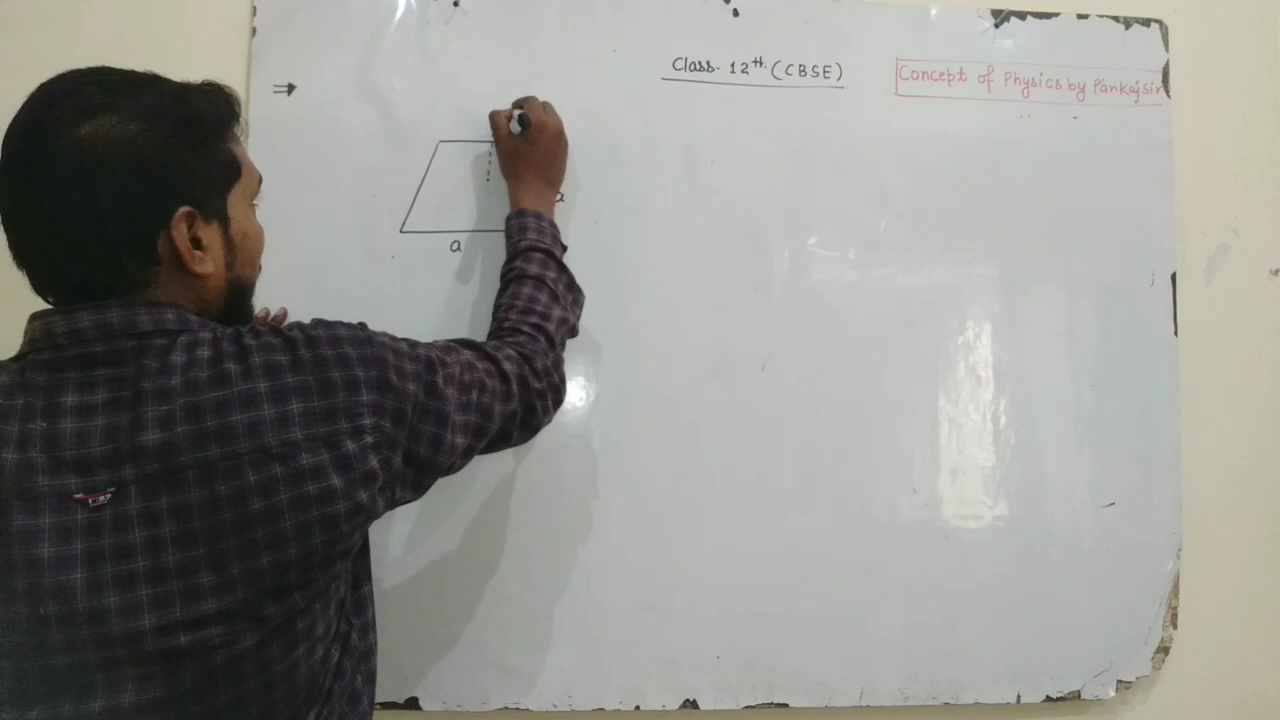 Class- 12th (CBSE)
Concept of Physics by Pankaj Sir
a
a